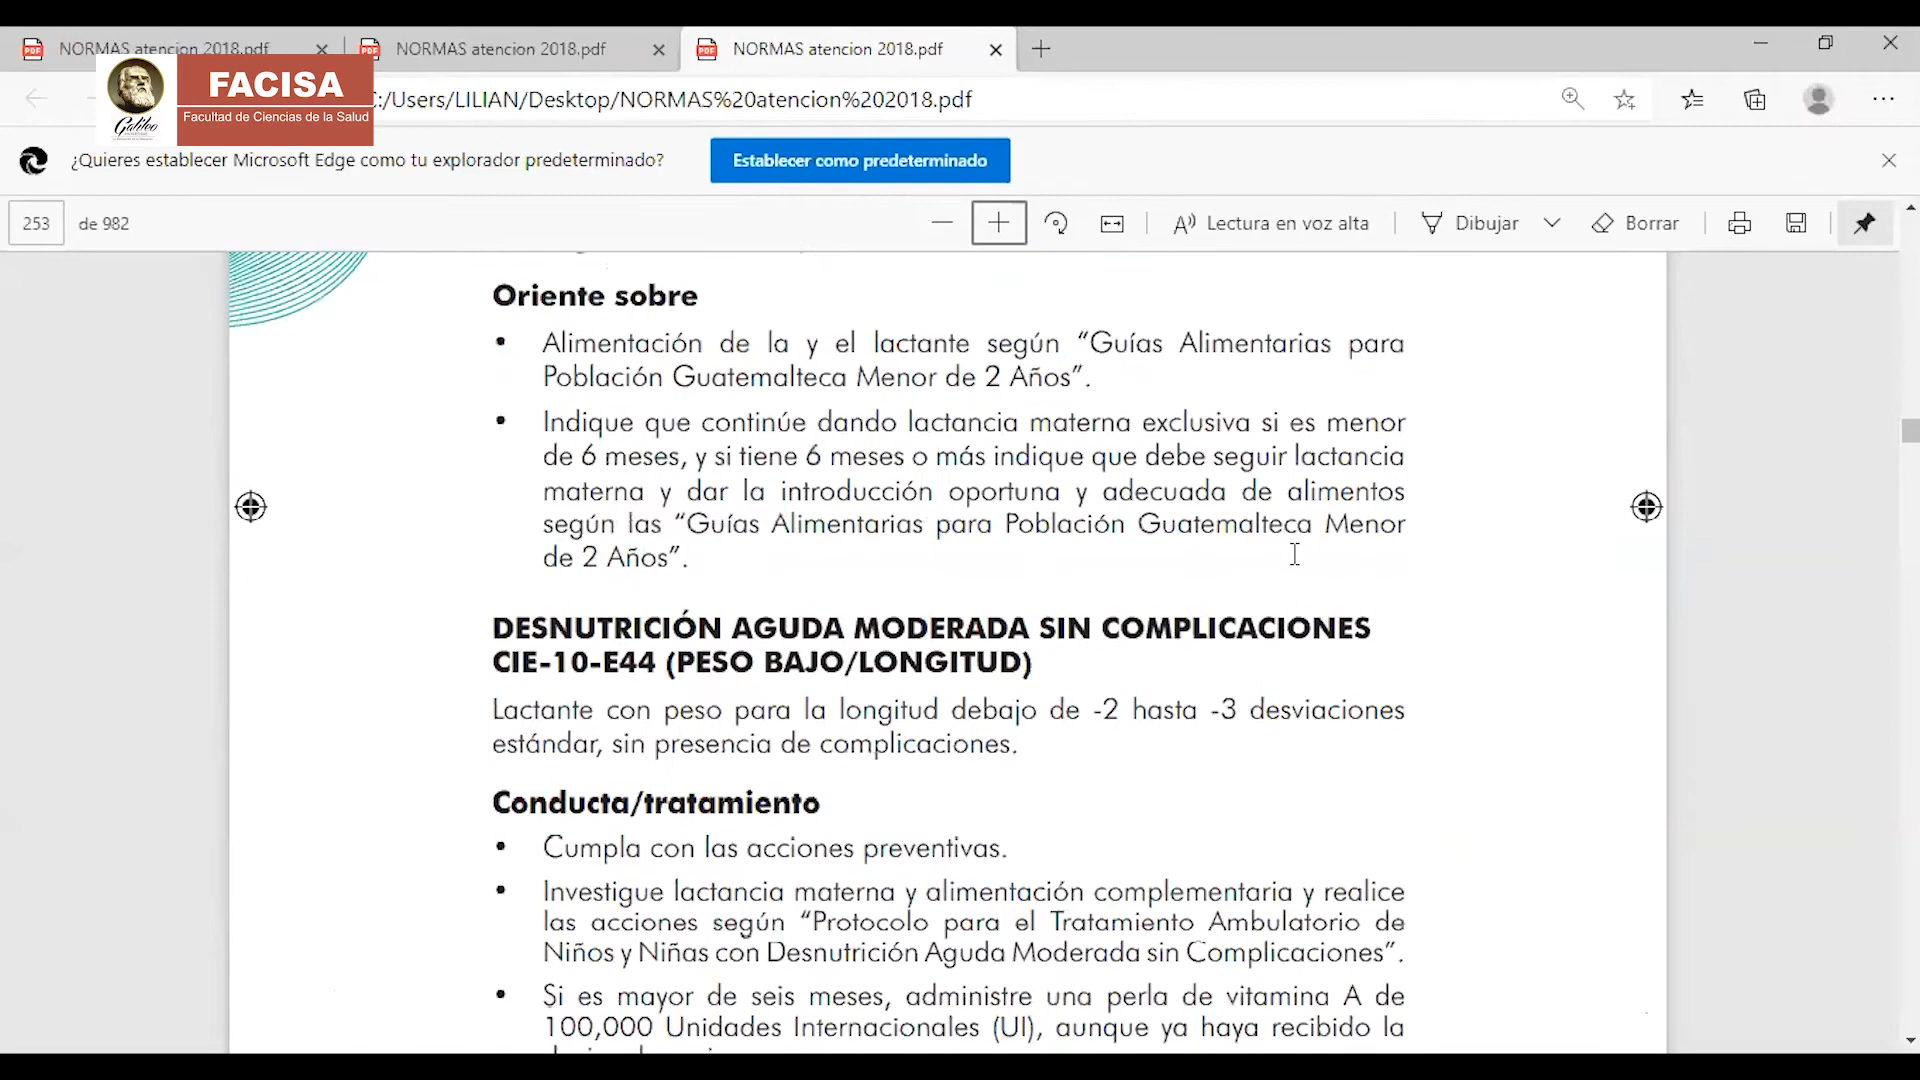 NORMAS atencion 2018.pdf
NORMAS atencion 2018.pdf
NORMAS atencion 2018.pdf
FACISA
Facultad de Ciencias de la Salud
Galileo
C:/Users/LILIAN/Desktop/NORMAS%20atencion%202018.pdf
¿Quieres establecer Microsoft Edge como tu explorador predeterminado?
Establecer como predeterminado
253 de 982
Lectura en voz alta
Dibujar
Borrar
Oriente sobre
• Alimentación de la y el lactante según “Guías Alimentarias para
Población Guatemalteca Menor de 2 Años”.
• Indique que continúe dando lactancia materna exclusiva si es menor
de 6 meses, y si tiene 6 meses o más indique que debe seguir lactancia
materna y dar la introducción oportuna y adecuada de alimentos
según las “Guías Alimentarias para Población Guatemalteca Menor
de 2 Años”.
DESNUTRICIÓN AGUDA MODERADA SIN COMPLICACIONES
CIE-10-E44 (PESO BAJO/LONGITUD)
Lactante con peso para la longitud debajo de -2 hasta -3 desviaciones
estándar, sin presencia de complicaciones.
Conducta/tratamiento
• Cumpla con las acciones preventivas.
• Investigue lactancia materna y alimentación complementaria y realice
las acciones según “Protocolo para el Tratamiento Ambulatorio de
Niños y Niñas con Desnutrición Aguda Moderada sin Complicaciones”.
• Si es mayor de seis meses, administre una perla de vitamina A de
100,000 Unidades Internacionales (UI), aunque ya haya recibido la